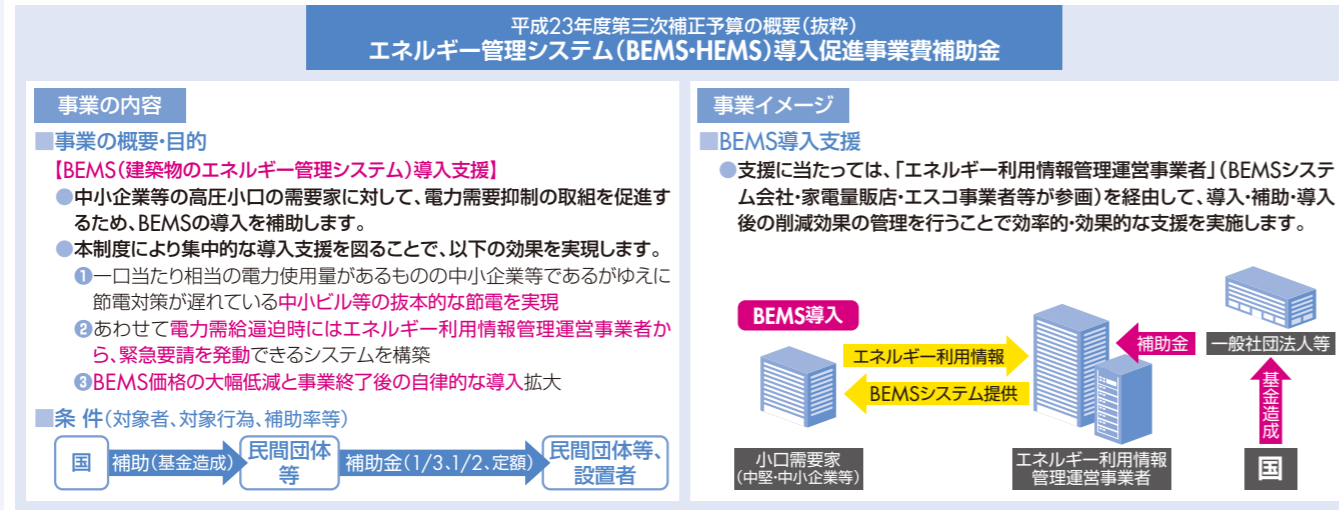 平成23年度第三次補正予算の概要(抜粋)
エネルギー管理システム(BEMS・HEMS)導入促進事業費補助金
事業の内容
■事業の概要・目的
【BEMS(建築物のエネルギー管理システム)導入支援】
●中小企業等の高圧小口の需要家に対して、電力需要抑制の取組を促進す
るため、BEMSの導入を補助します。
●本制度により集中的な導入支援を図ることで、以下の効果を実現します。
❶一口当たり相当の電力使用量があるものの中小企業等であるがゆえに
節電対策が遅れている中小ビル等の抜本的な節電を実現
❷あわせて電力需給逼迫時にはエネルギー利用情報管理運営事業者か
ら、緊急要請を発動できるシステムを構築
❸BEMS価格の大幅低減と事業終了後の自律的な導入拡大
■条 件(対象者、対象行為、補助率等)
国
補助(基金造成)
民間団体
等
補助金(1/3、1/2、定額)
民間団体等、
設置者
事業イメージ
■BEMS導入支援
●支援に当たっては、「エネルギー利用情報管理運営事業者」(BEMSシステ
ム会社・家電量販店・エスコ事業者等が参画)を経由して、導入・補助・導入
後の削減効果の管理を行うことで効率的・効果的な支援を実施します。
BEMS導入
エネルギー利用情報
BEMSシステム提供
補助金
一般社団法人等
基金造成
小口需要家
(中堅・中小企業等)
エネルギー利用情報
管理運営事業者
国